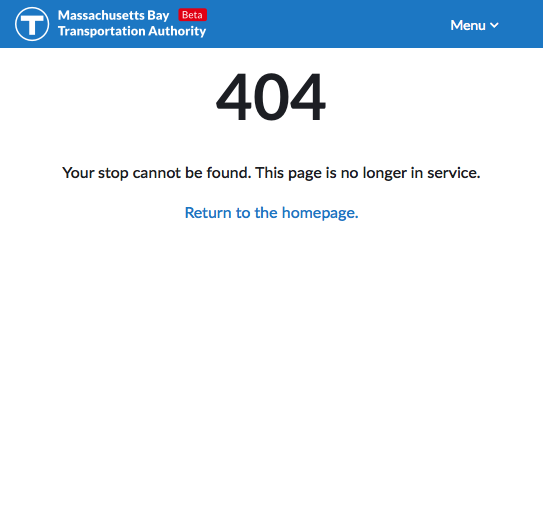 T
Massachusetts Bay Beta
Transportation Authority
Menu
404
Your stop cannot be found. This page is no longer in service.
Return to the homepage.